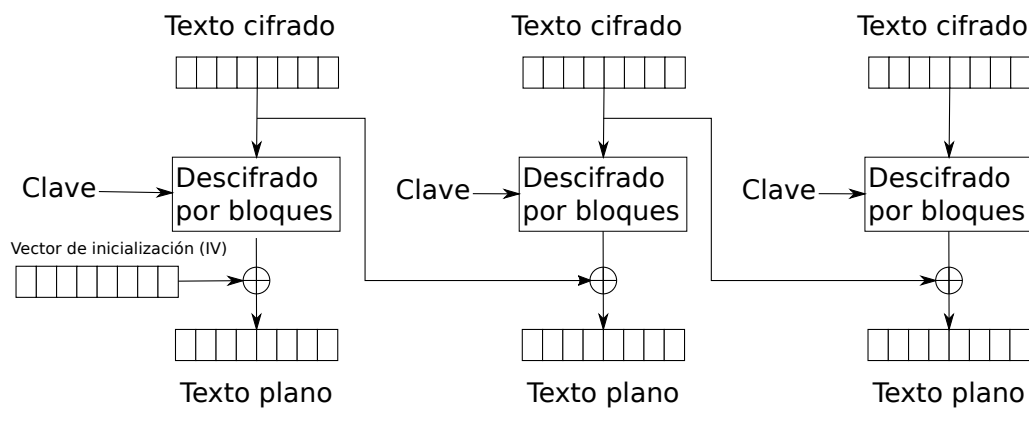 Texto cifrado
Texto cifrado
Texto cifrado
Clave
Descifrado
por bloques
Clave
Descifrado
por bloques
Clave
Descifrado
por bloques
Vector de inicialización (IV)
Texto plano
Texto plano
Texto plano